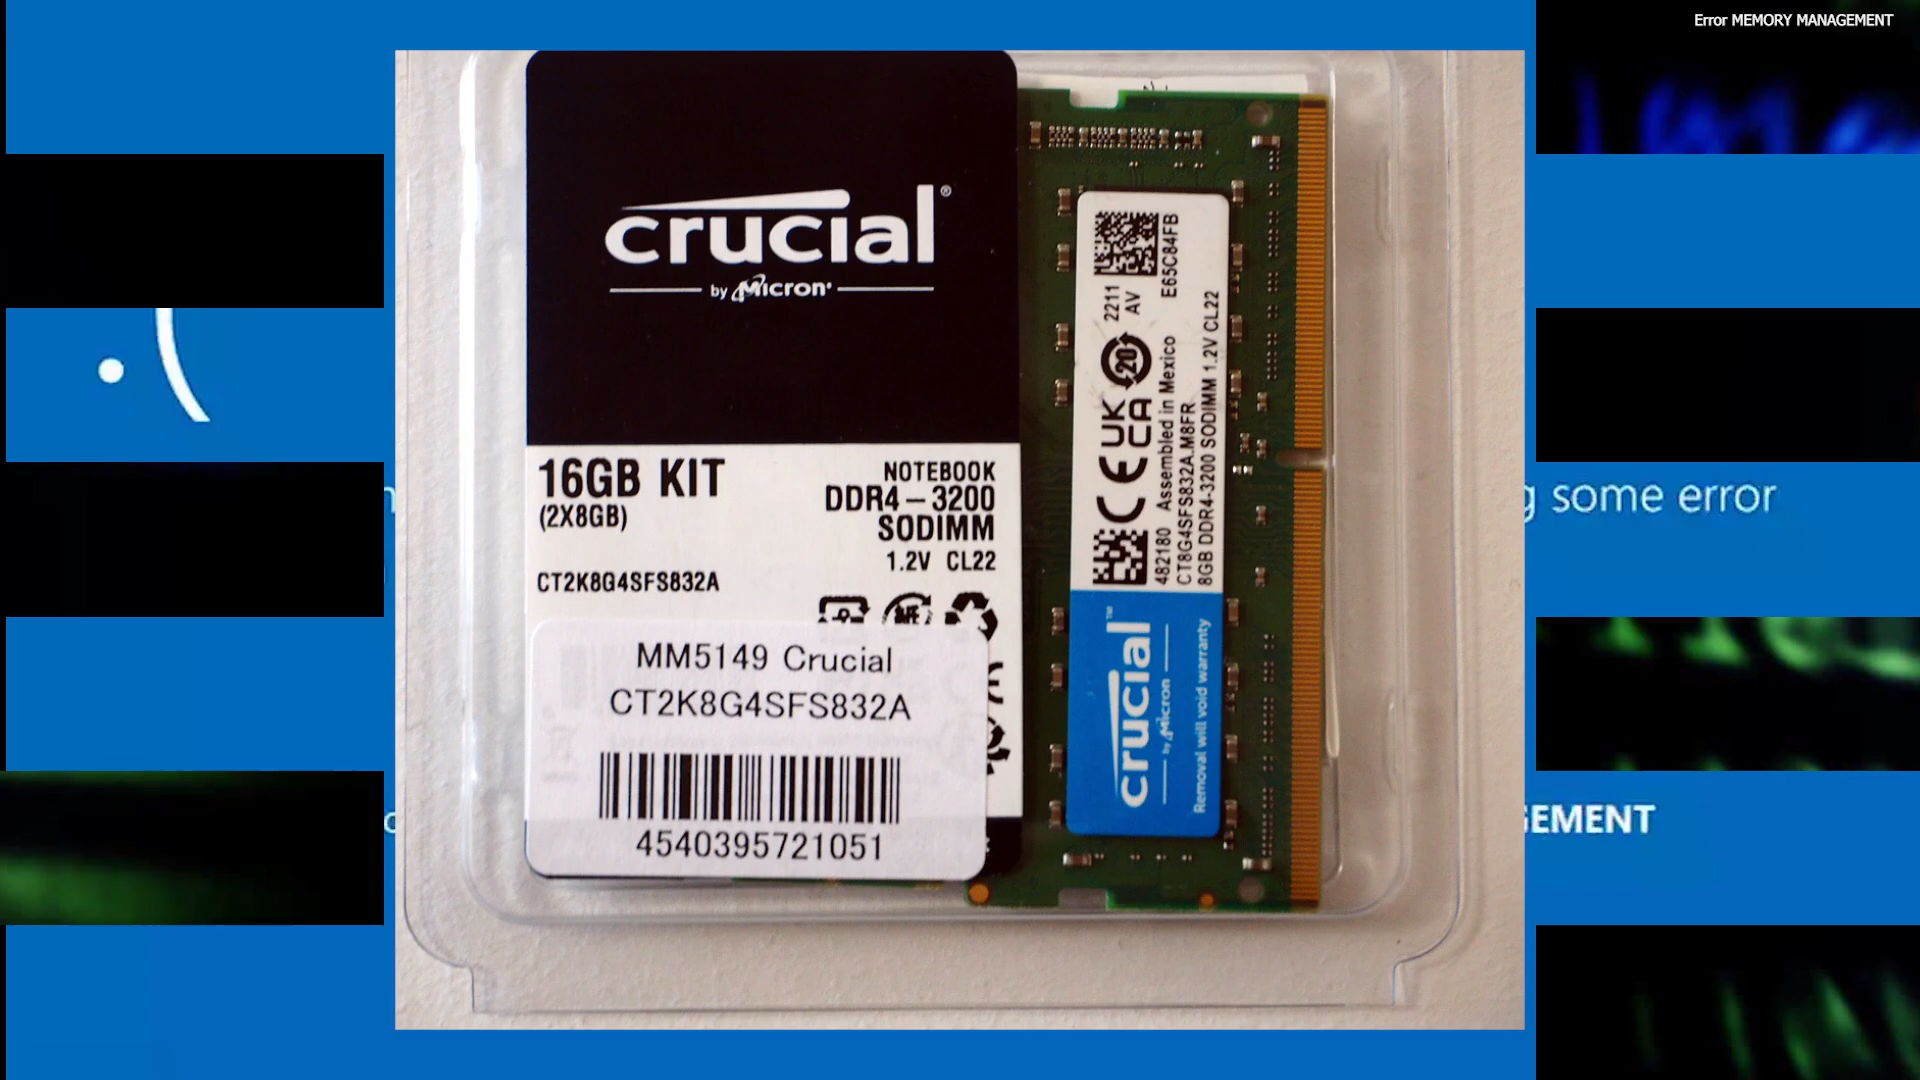 Error MEMORY MANAGEMENT
crucial®
by Micron®
16GB KIT
(2X8GB)
NOTEBOOK
DDR4–3200
SODIMM
1.2V CL22
CT2K8G4SFS832A
MM5149 Crucial
CT2K8G4SFS832A
4540395721051
E65C84FB
2211
AV
CE UK CA 20
482180 Assembled in Mexico
CT8G4SFS832A.M8FR
8GB DDR4-3200 SODIMM 1.2V CL22
crucial™
by Micron
Removal will void warranty
:(
g some error
GEMENT